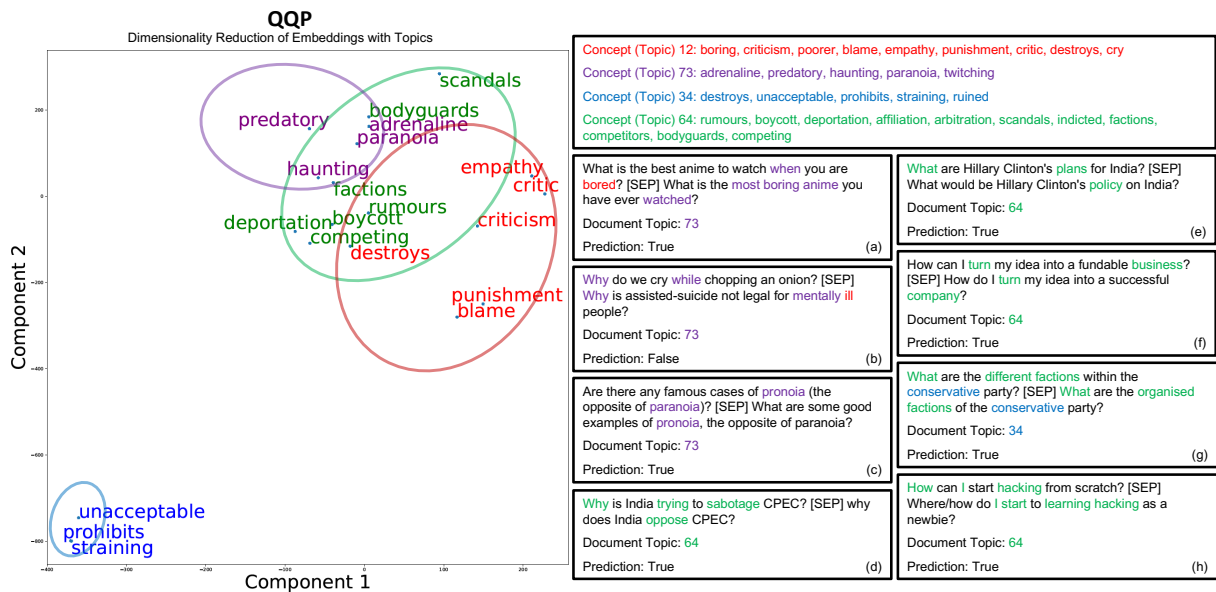 QQP
Dimensionality Reduction of Embeddings with Topics
scandals
bodyguards
adrenaline
predatory
paranoia
haunting
empathy
critic
factions
rumours
deportation
boycott
criticism
competing
destroys
punishment
blame
unacceptable
prohibits
straining
200
0
−200
−400
−600
−800
−400
−300
−200
−100
0
100
200
Component 1
Component 2
Concept (Topic) 12: boring, criticism, poorer, blame, empathy, punishment, critic, destroys, cry
Concept (Topic) 73: adrenaline, predatory, haunting, paranoia, twitching
Concept (Topic) 34: destroys, unacceptable, prohibits, straining, ruined
Concept (Topic) 64: rumours, boycott, deportation, affiliation, arbitration, scandals, indicted, factions,
competitors, bodyguards, competing
What is the best anime to watch when you are
bored? [SEP] What is the most boring anime you
have ever watched?
Document Topic: 73
Prediction: True
(a)
Why do we cry while chopping an onion? [SEP]
Why is assisted-suicide not legal for mentally ill
people?
Document Topic: 73
Prediction: False
(b)
Are there any famous cases of pronoia (the
opposite of paranoia)? [SEP] What are some good
examples of pronoia, the opposite of paranoia?
Document Topic: 73
Prediction: True
(c)
Why is India trying to sabotage CPEC? [SEP] why
does India oppose CPEC?
Document Topic: 64
Prediction: True
(d)
What are Hillary Clinton's plans for India? [SEP]
What would be Hillary Clinton's policy on India?
Document Topic: 64
Prediction: True
(e)
How can I turn my idea into a fundable business?
[SEP] How do I turn my idea into a successful
company?
Document Topic: 64
Prediction: True
(f)
What are the different factions within the
conservative party? [SEP] What are the organised
factions of the conservative party?
Document Topic: 34
Prediction: True
(g)
How can I start hacking from scratch? [SEP]
Where/how do I start to learning hacking as a
newbie?
Document Topic: 64
Prediction: True
(h)